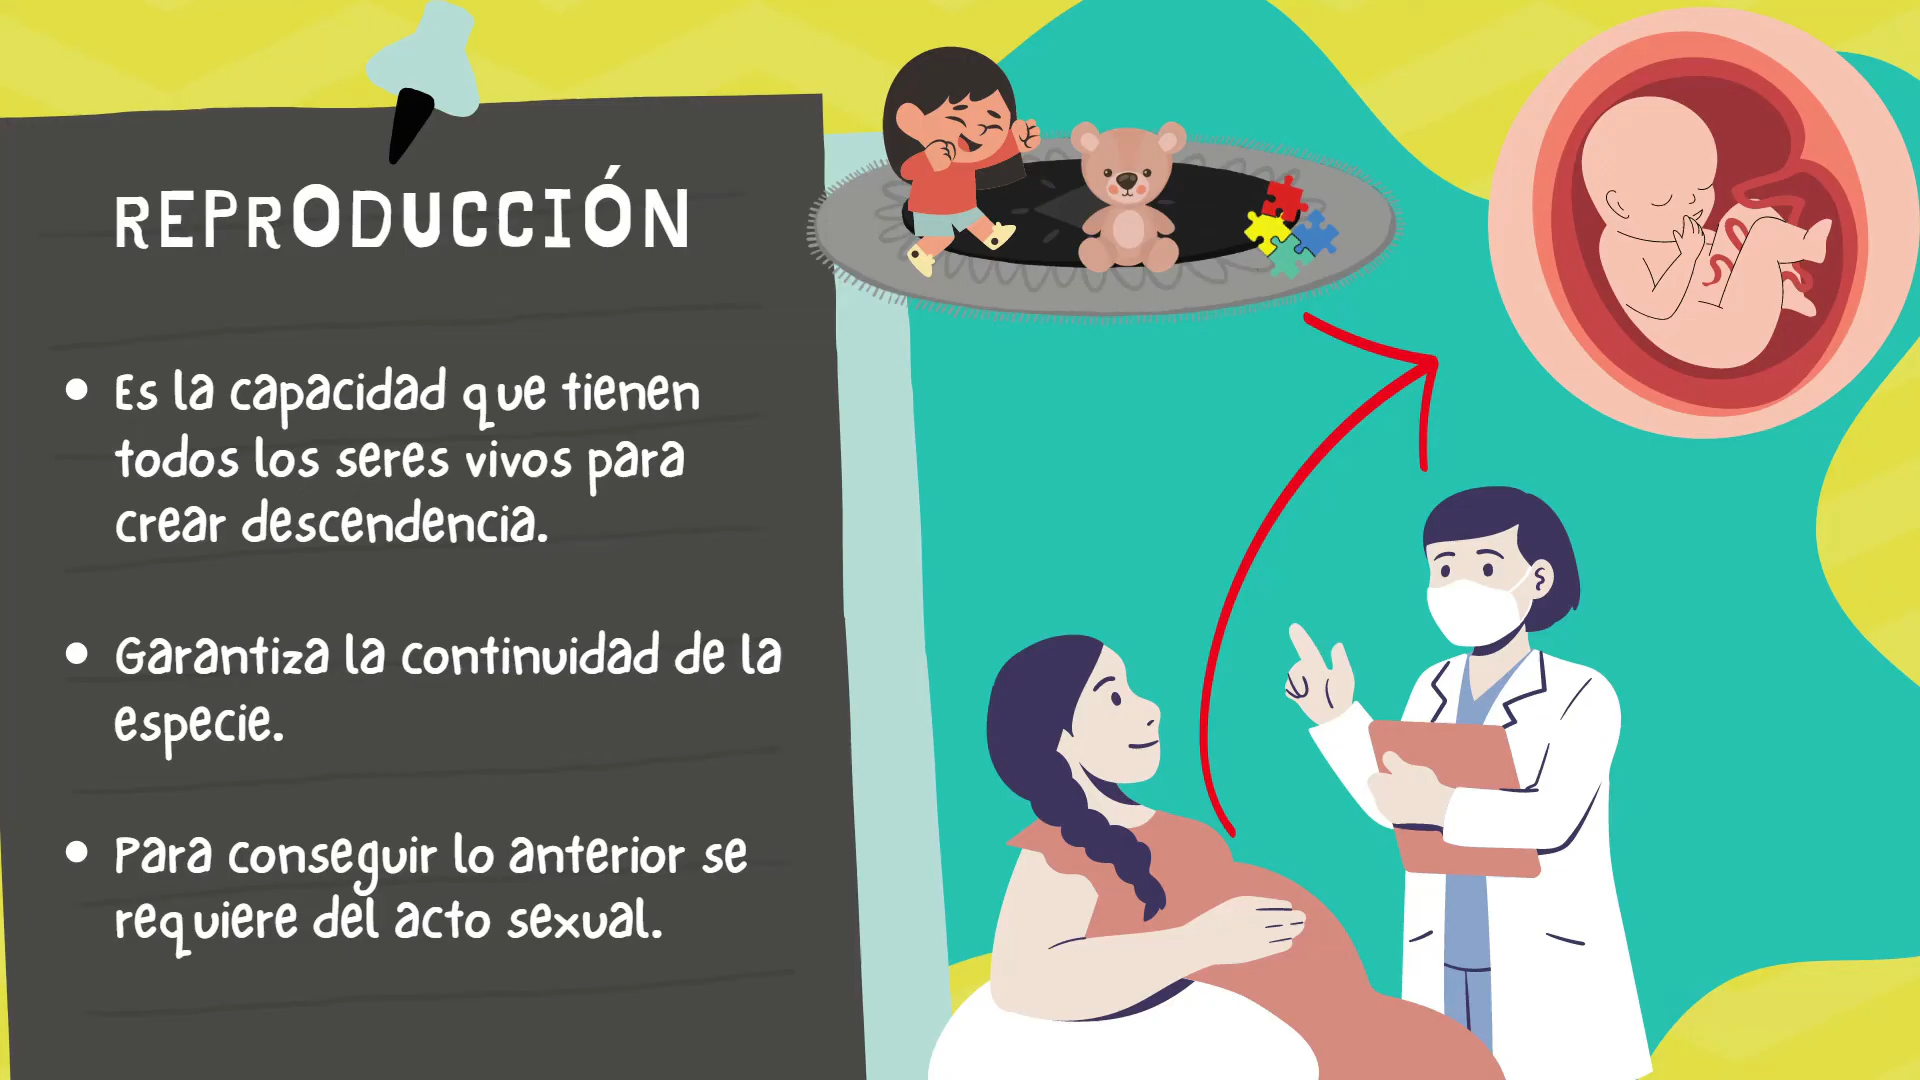 REPRODUCCIÓN
• Es la capacidad que tienen
todos los seres vivos para
crear descendencia.
• Garantiza la continuidad de la
especie.
• Para conseguir lo anterior se
requiere del acto sexual.